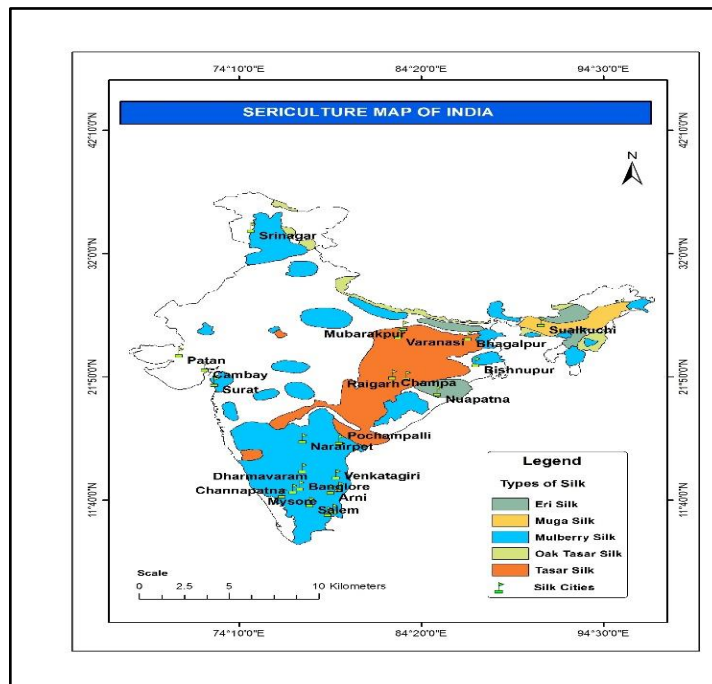 74°10'0"E 84°20'0"E 94°30'0"E
SERICULTURE MAP OF INDIA
42°10'0"N
42°10'0"N
N
32°0'0"N
32°0'0"N
Srinagar
Mubarakpur
Varanasi
Bhagalpur
Sualkuchi
Patan
Cambay
Surat
Raigarh
Champa
Bishnupur
Nuapatna
21°50'0"N
21°50'0"N
Pochampalli
Narairpet
Dharmavaram
Venkatagiri
Channapatna
Banglore
Arni
Mysore
Salem
11°40'0"N
11°40'0"N
Legend
Types of Silk
Eri Silk
Muga Silk
Mulberry Silk
Oak Tasar Silk
Tasar Silk
Silk Cities
Scale
0 2.5 5 10 Kilometers
74°10'0"E 84°20'0"E 94°30'0"E